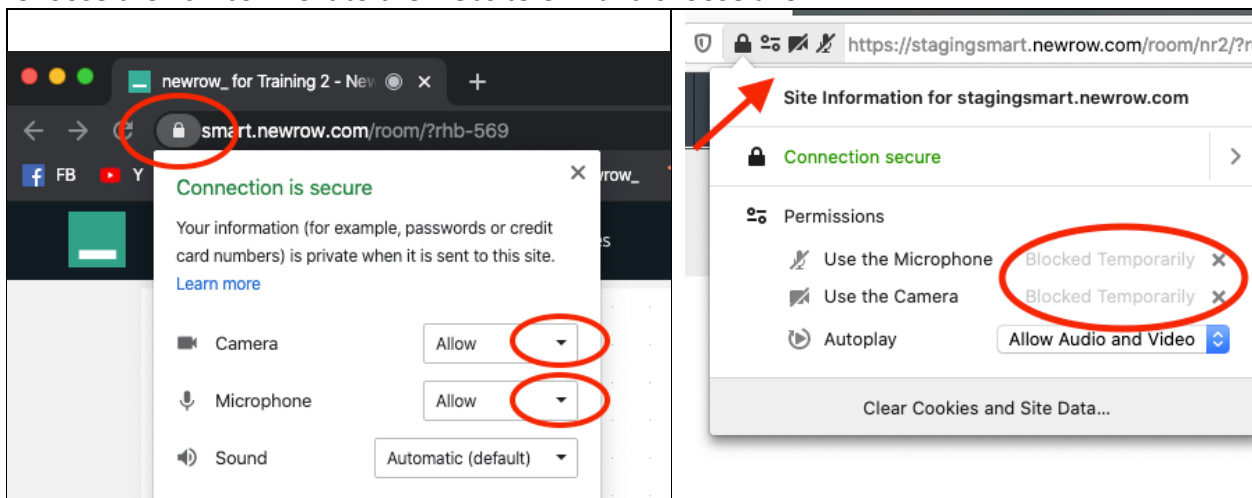 newrow_ for Training 2 - New
smart.newrow.com/room/?rhb-569
FB
Y
row_
Connection is secure
Your information (for example, passwords or credit
card numbers) is private when it is sent to this site.
Learn more
Camera Allow
Microphone Allow
Sound Automatic (default)
https://stagingsmart.newrow.com/room/nr2/?r
Site Information for stagingsmart.newrow.com
Connection secure
Permissions
Use the Microphone Blocked Temporarily
Use the Camera Blocked Temporarily
Autoplay Allow Audio and Video
Clear Cookies and Site Data...